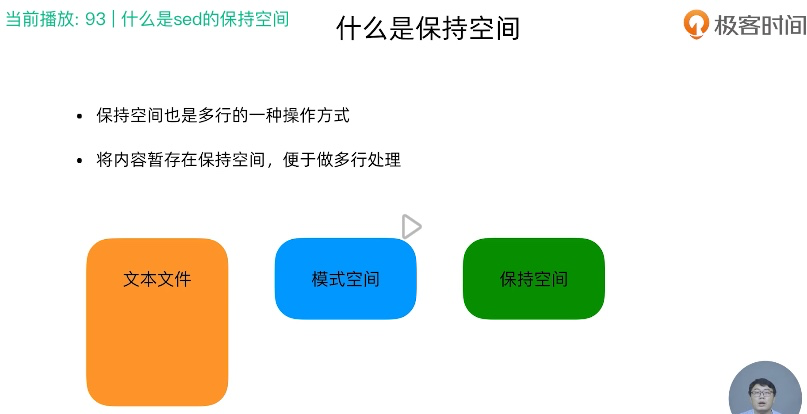 当前播放: 93 | 什么是sed的保持空间
什么是保持空间
极客时间
保持空间也是多行的一种操作方式
将内容暂存在保持空间，便于做多行处理
文本文件
模式空间
保持空间